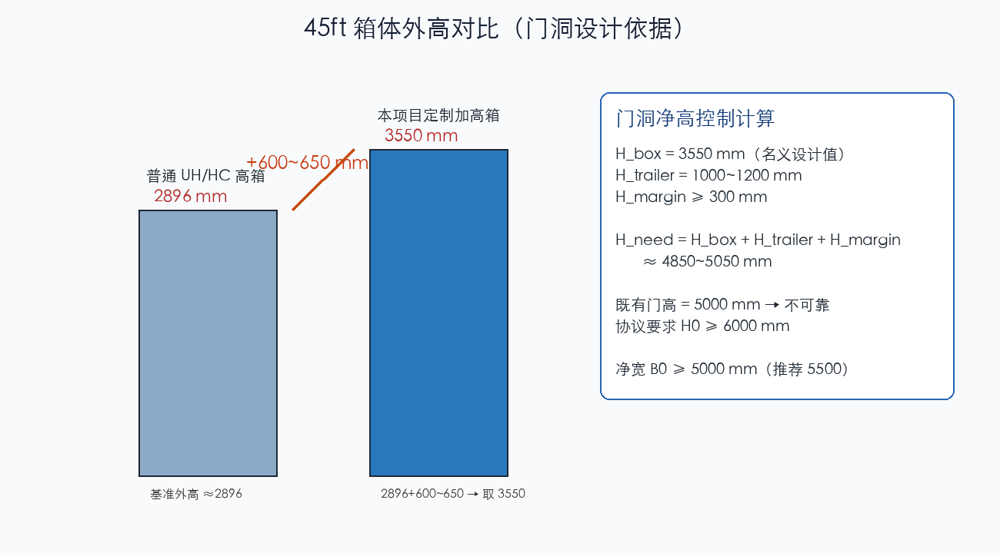 45ft 箱体外高对比（门洞设计依据）
本项目定制加高箱
3550 mm
+600~650 mm
普通 UH/HC 高箱
2896 mm
基准外高 ≈2896
2896+600~650 → 取 3550
门洞净高控制计算
H_box = 3550 mm（名义设计值）
H_trailer = 1000~1200 mm
H_margin ≥ 300 mm
H_need = H_box + H_trailer + H_margin
≈ 4850~5050 mm
既有门高 = 5000 mm → 不可靠
协议要求 H0 ≥ 6000 mm
净宽 B0 ≥ 5000 mm（推荐 5500）